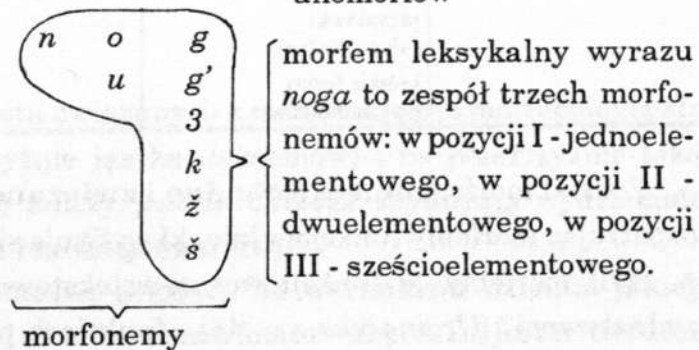 n o g
u g’
ʒ
k
ž
š
morfem leksykalny wyrazu
noga to zespół trzech morfo-
nemów: w pozycji I - jednoele-
mentowego, w pozycji II -
dwuelementowego, w pozycji
III - sześcioelementowego.
morfonemy